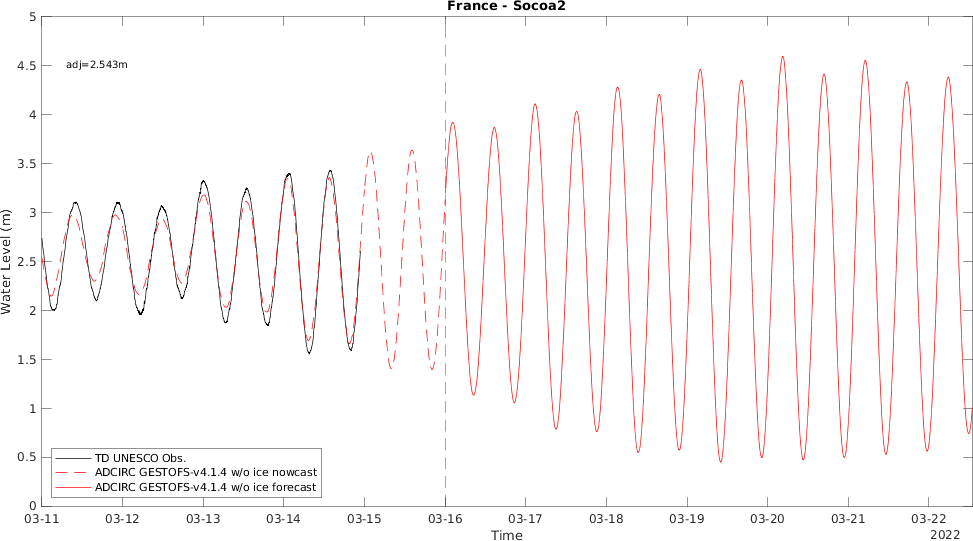 France - Socoa2
adj=2.543m
Water Level (m)
5
4.5
4
3.5
3
2.5
2
1.5
1
0.5
0
TD UNESCO Obs.
ADCIRC GESTOFS-v4.1.4 w/o ice nowcast
ADCIRC GESTOFS-v4.1.4 w/o ice forecast
03-11 03-12 03-13 03-14 03-15 03-16 03-17 03-18 03-19 03-20 03-21 03-22
Time
2022